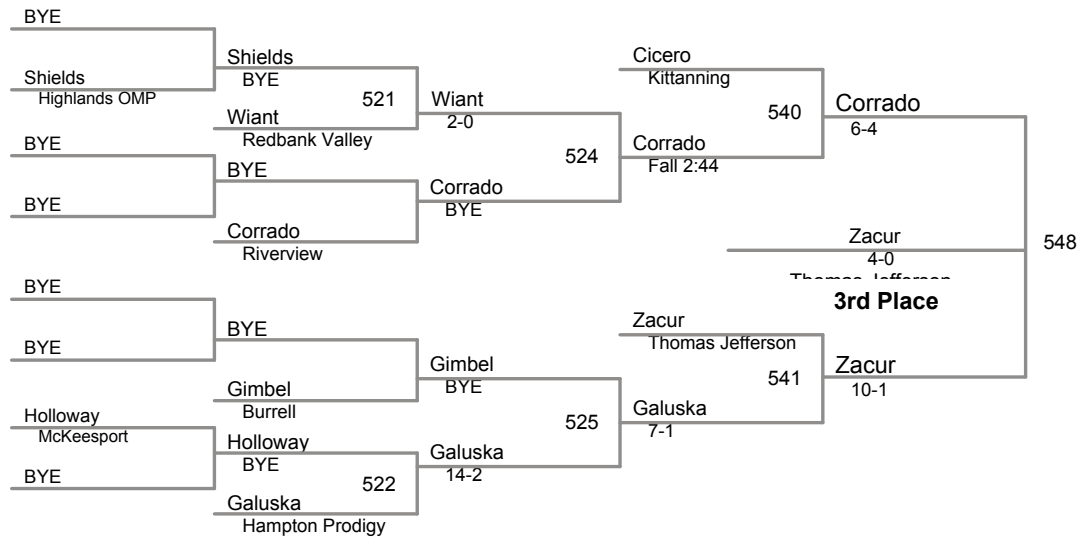 BYE
Shields
Highlands OMP
BYE
BYE
BYE
BYE
Holloway
McKeesport
BYE
Shields
BYE
521
Wiant
Redbank Valley
BYE
Corrado
Riverview
BYE
Gimbel
Burrell
Holloway
BYE
522
Galuska
Hampton Prodigy
Wiant
2-0
524
Corrado
BYE
Gimbel
BYE
525
Galuska
14-2
Cicero
Kittanning
540
Corrado
Fall 2:44
Zacur
Thomas Jefferson
541
Galuska
7-1
Corrado
6-4
Zacur
4-0
Thomas Jefferson
3rd Place
548
Zacur
10-1